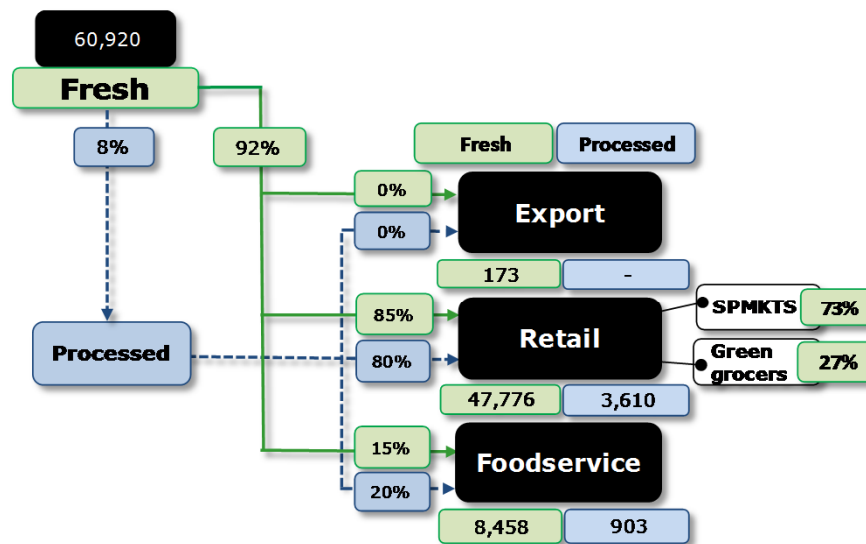 60,920
Fresh
8%
92%
Fresh
Processed
0%
Export
0%
173
-
85%
Retail
SPMKTS
73%
Processed
80%
Green
grocers
27%
47,776
3,610
15%
Foodservice
20%
8,458
903